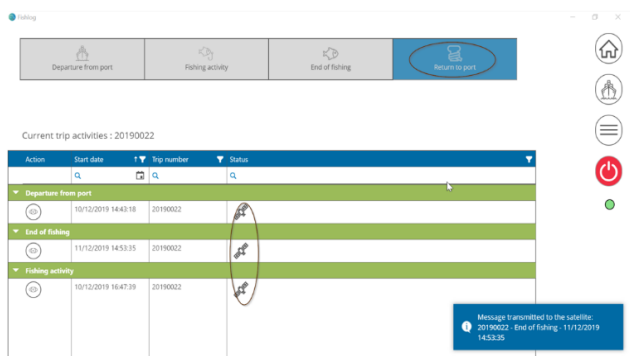 Fishlog
Departure from port
Fishing activity
End of fishing
Return to port
Current trip activities : 20190022
Action Start date Trip number Status
Departure from port
10/12/2019 14:43:18 20190022
End of fishing
11/12/2019 14:53:35 20190022
Fishing activity
10/12/2019 16:47:39 20190022
Message transmitted to the satellite:
20190022 - End of fishing - 11/12/2019
14:53:35